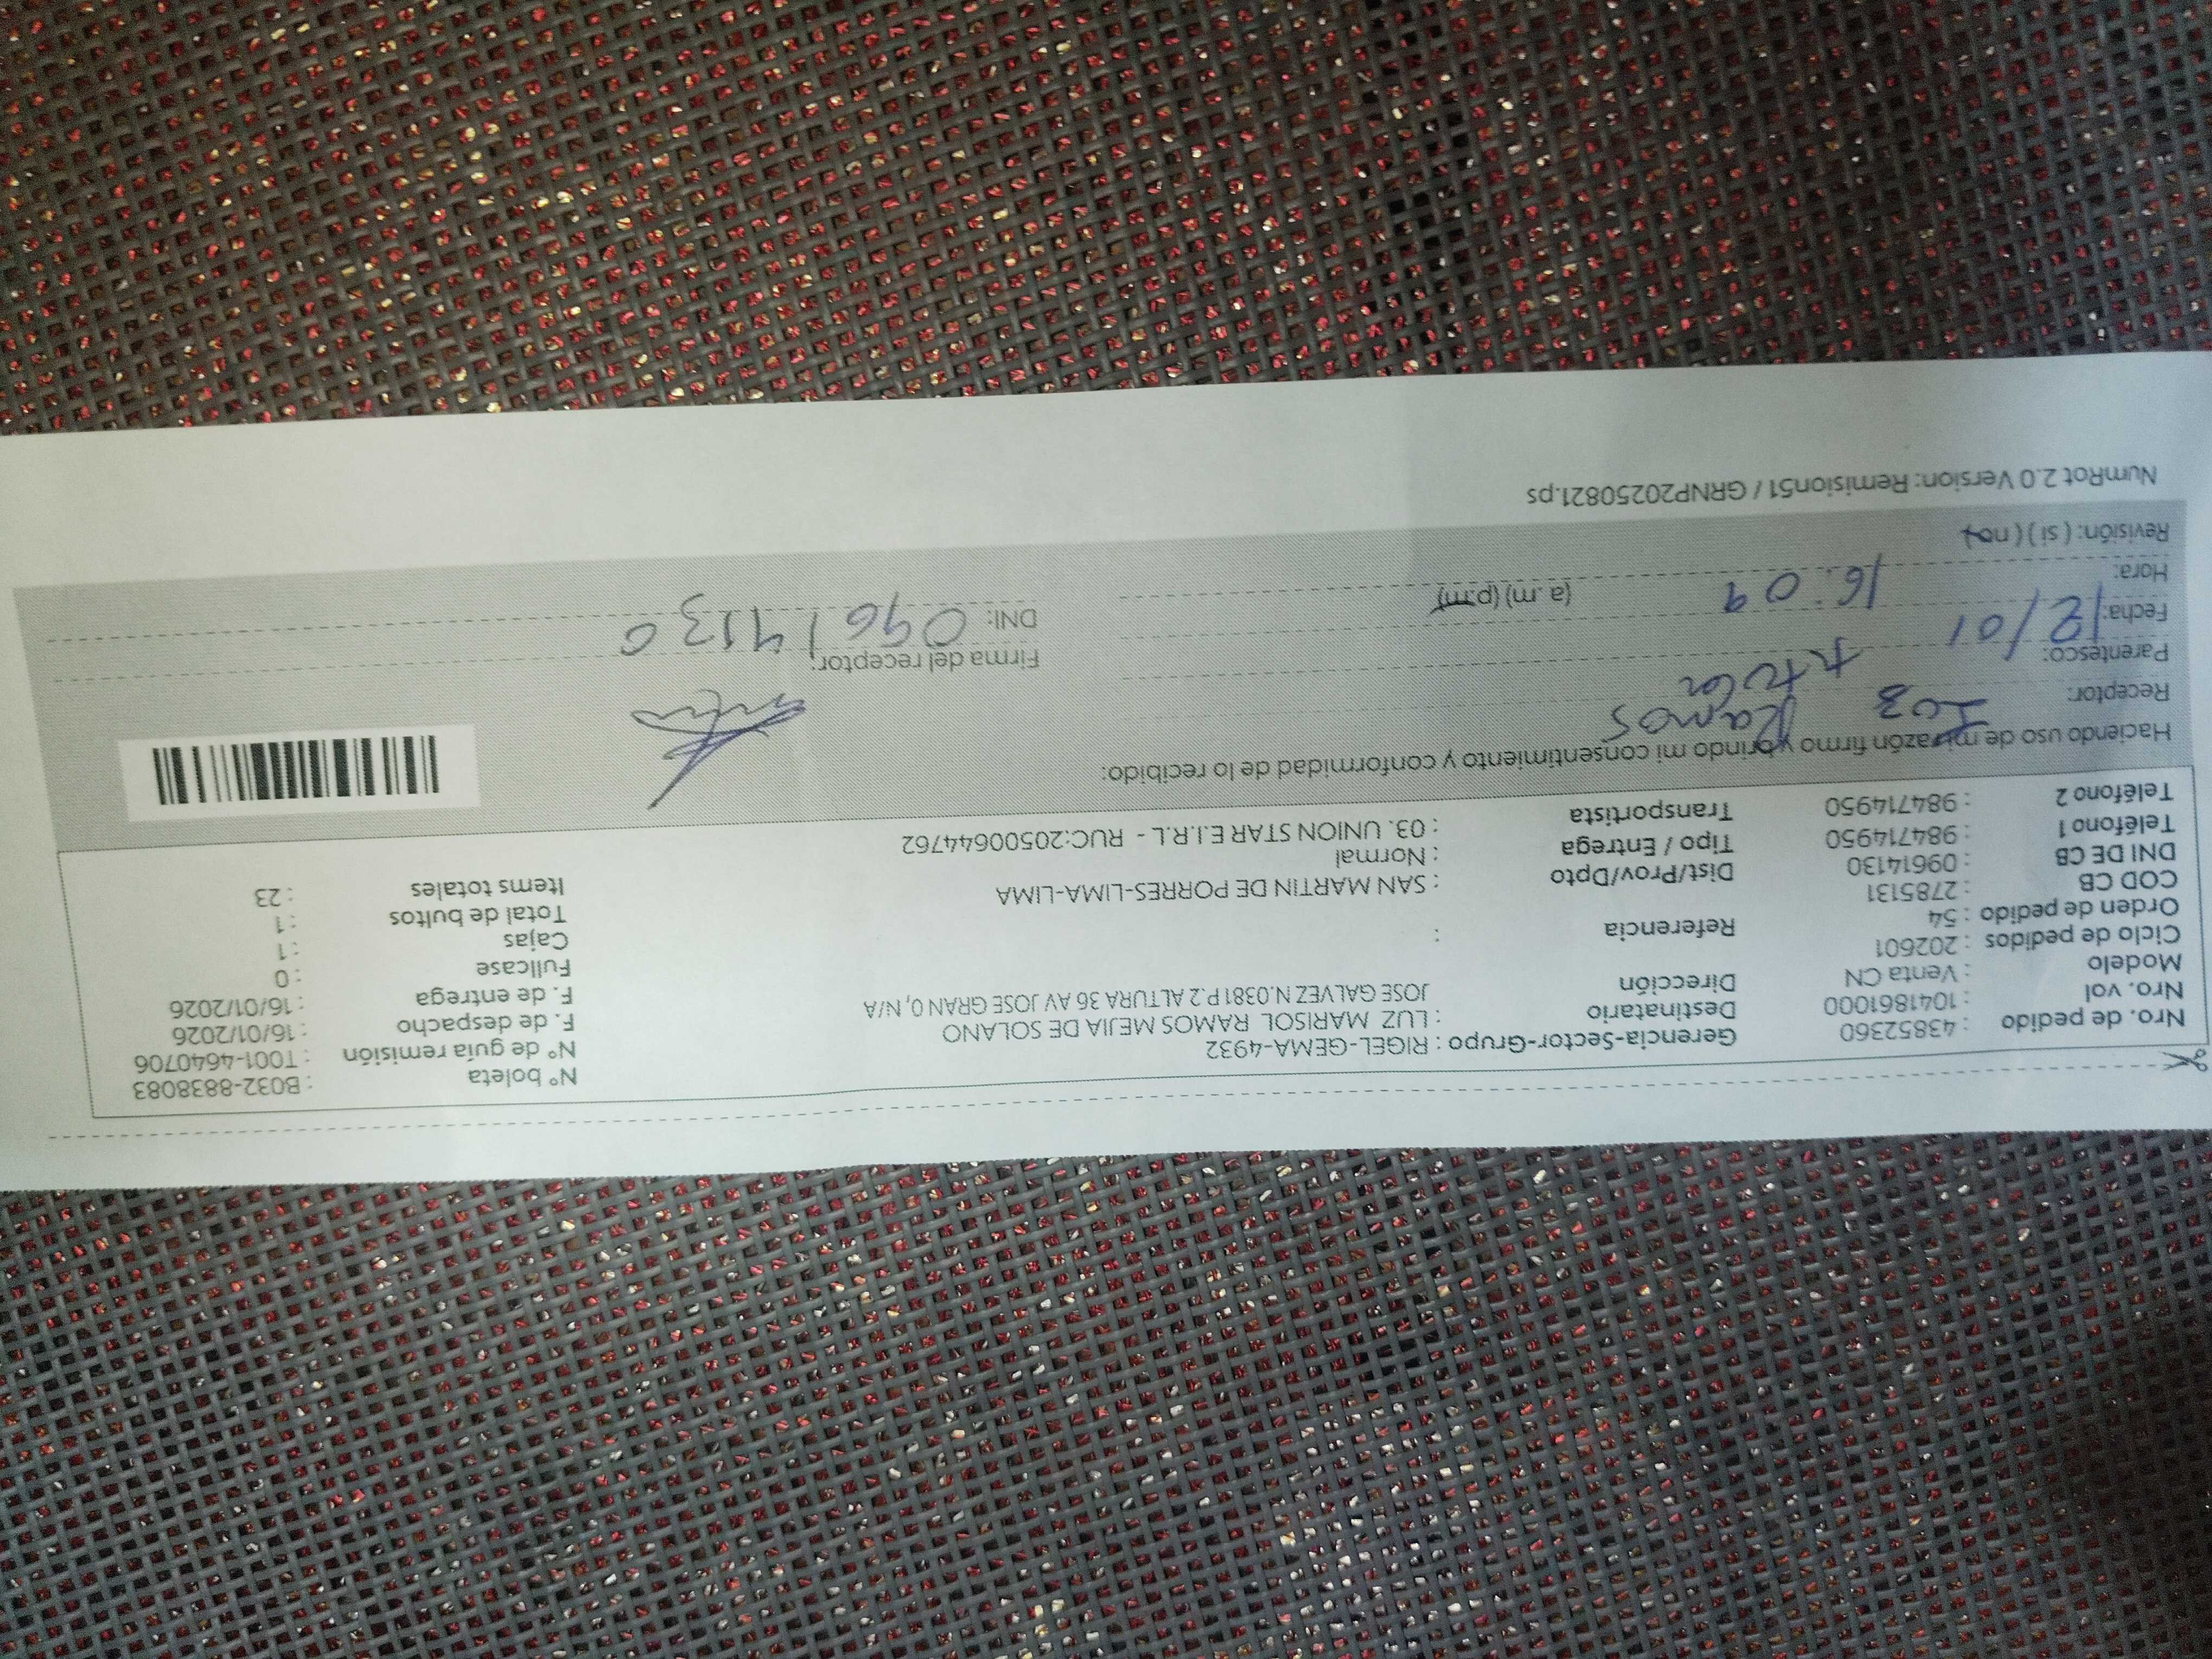 Nro. de pedido : 43852360
Nro. vol : 1041861000
Modelo : Venta CN
Ciclo de pedidos : 202601
Orden de pedido : 54
COD CB : 2785131
DNI DE CB : 09614130
Teléfono 1 : 984714950
Teléfono 2 : 984714950
Gerencia-Sector-Grupo : RIGEL-GEMA-4932
Destinatario : LUZ MARISOL RAMOS MEJIA DE SOLANO
Dirección JOSE GALVEZ N.0381 P.2 ALTURA 36 AV JOSE GRAN 0, N/A
Referencia :
Dist/Prov/Dpto : SAN MARTIN DE PORRES-LIMA-LIMA
Tipo / Entrega : Normal
Transportista : 03. UNION STAR E.I.R.L - RUC:20500644762
N° boleta : B032-8838083
N° de guía remisión : T001-4640706
F. de despacho : 16/01/2026
F. de entrega : 16/01/2026
Fullcase : 0
Cajas : 1
Total de bultos : 1
Items totales : 23
Haciendo uso de mi razón firmo y brindo mi consentimiento y conformidad de lo recibido:
Receptor: Luz Ramos
Parentesco: titular
Fecha: 12/01
Hora: 16:09 (a.m) (p.m)
Revisión: ( si ) ( no )
Firma del receptor:
DNI: 09614130
NumRot 2.0 Version: Remision51 / GRNP20250821.ps